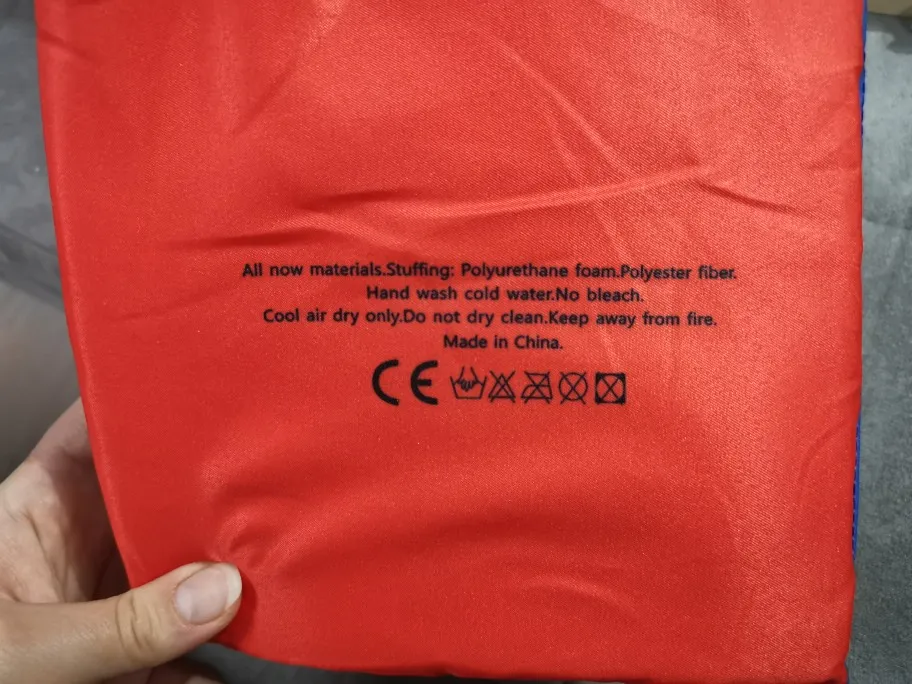 All now materials.Stuffing: Polyurethane foam.Polyester fiber.
Hand wash cold water.No bleach.
Cool air dry only.Do not dry clean.Keep away from fire.
Made in China.
CE